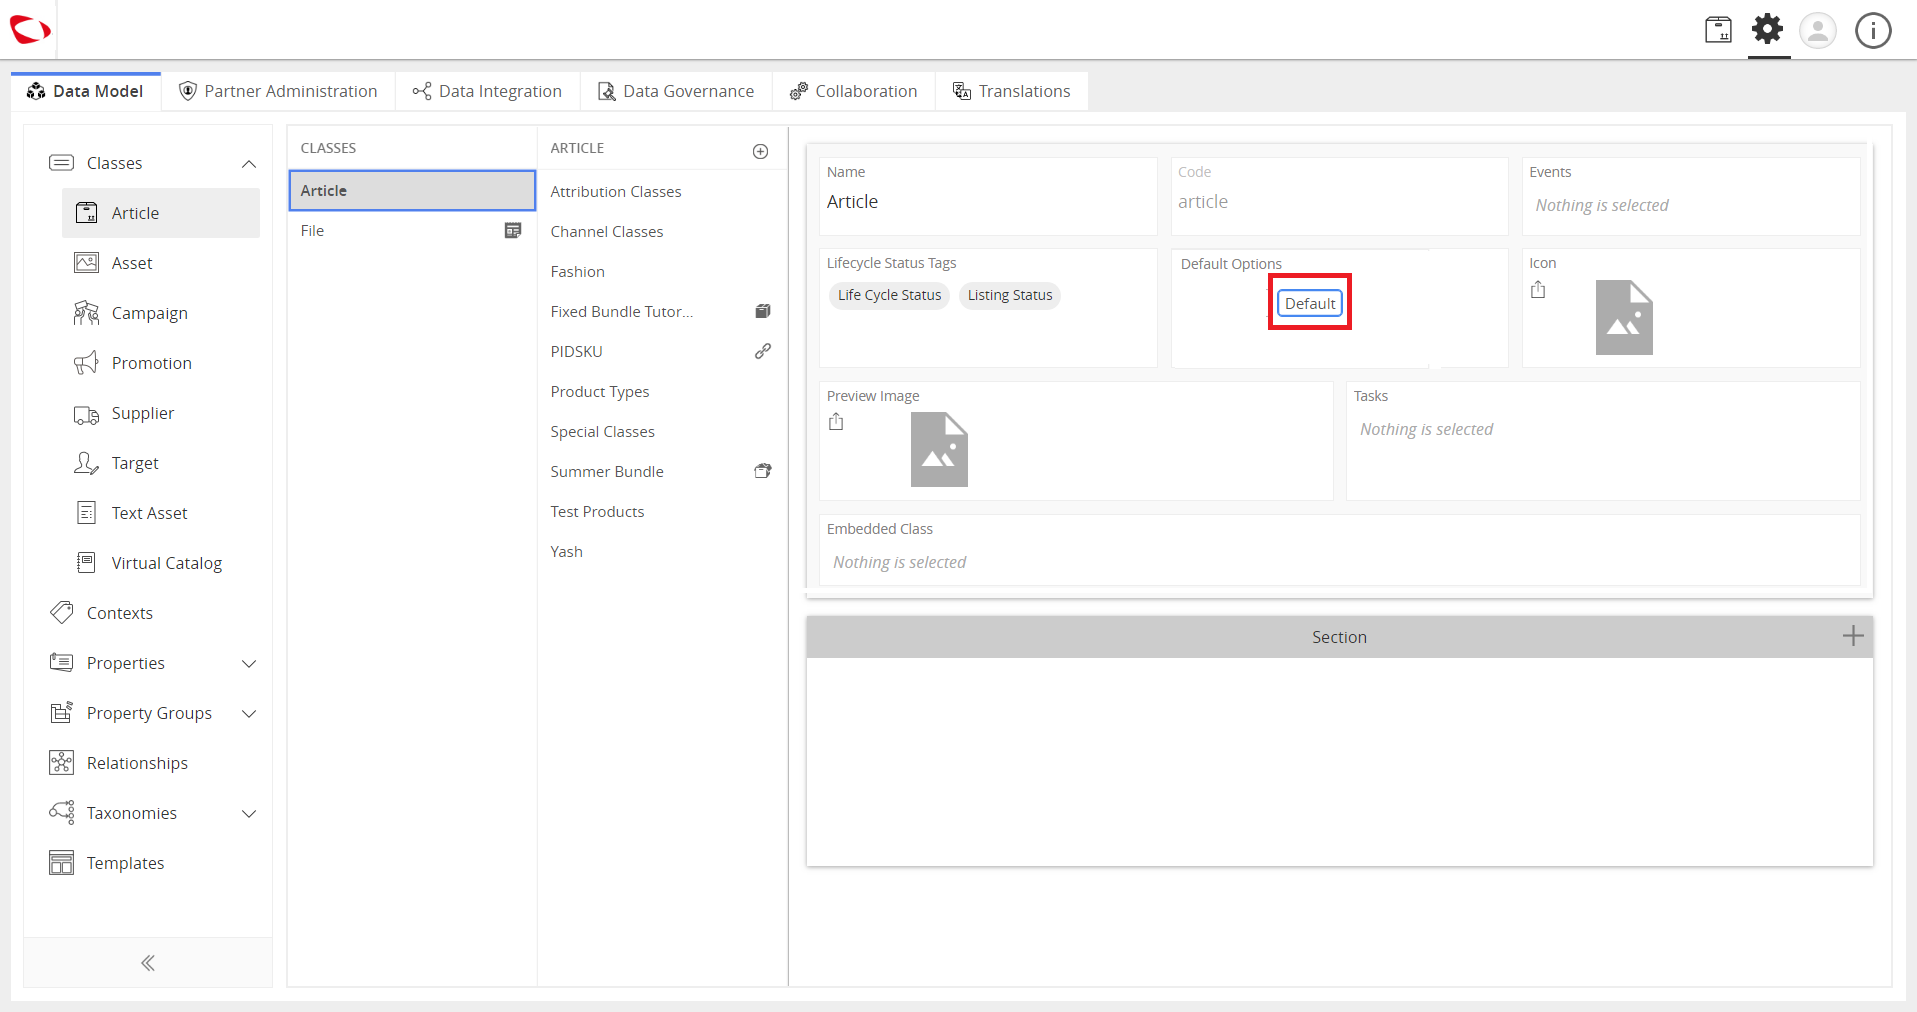 Data Model
Partner Administration
Data Integration
Data Governance
Collaboration
Translations
Classes
Article
Asset
Campaign
Promotion
Supplier
Target
Text Asset
Virtual Catalog
Contexts
Properties
Property Groups
Relationships
Taxonomies
Templates
CLASSES
Article
File
ARTICLE
Attribution Classes
Channel Classes
Fashion
Fixed Bundle Tutor...
PIDSKU
Product Types
Special Classes
Summer Bundle
Test Products
Yash
Name
Article
Code
article
Events
Nothing is selected
Lifecycle Status Tags
Life Cycle Status
Listing Status
Default Options
Default
Icon
Preview Image
Tasks
Nothing is selected
Embedded Class
Nothing is selected
Section